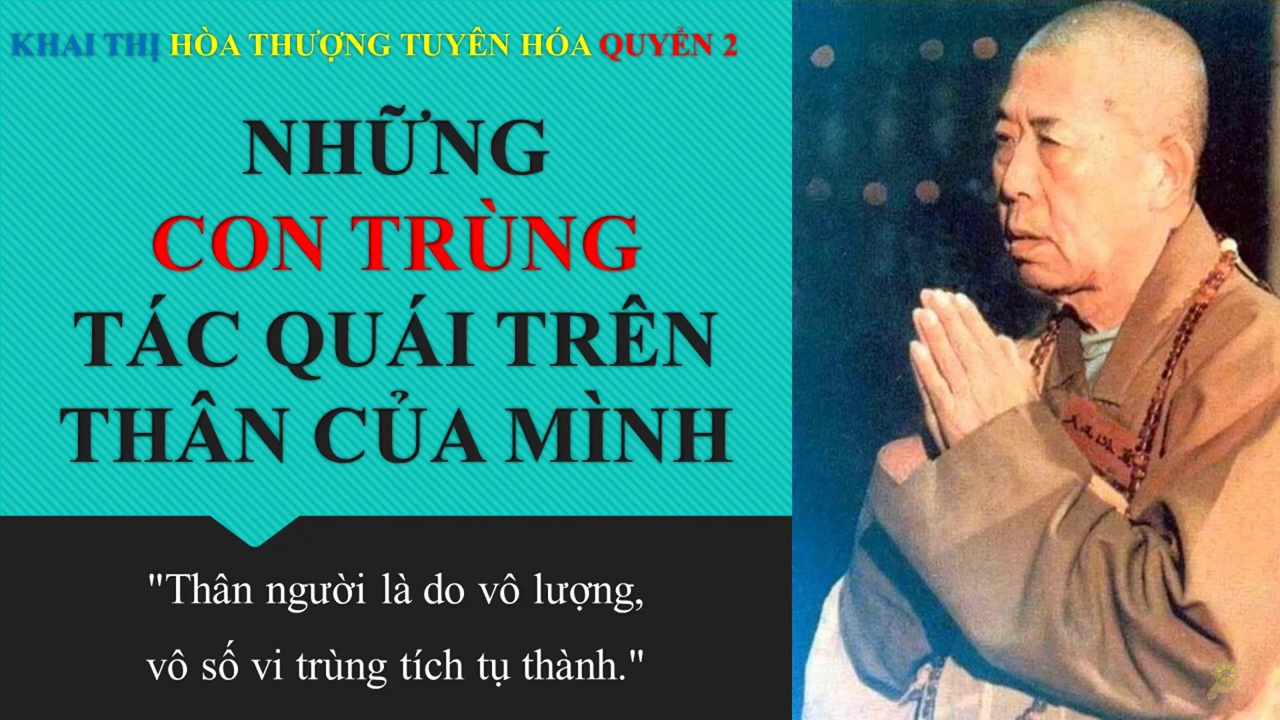 KHAI THỊ HÒA THƯỢNG TUYÊN HÓA QUYỂN 2
NHỮNG
CON TRÙNG
TÁC QUÁI TRÊN
THÂN CỦA MÌNH
"Thân người là do vô lượng,
vô số vi trùng tích tụ thành."